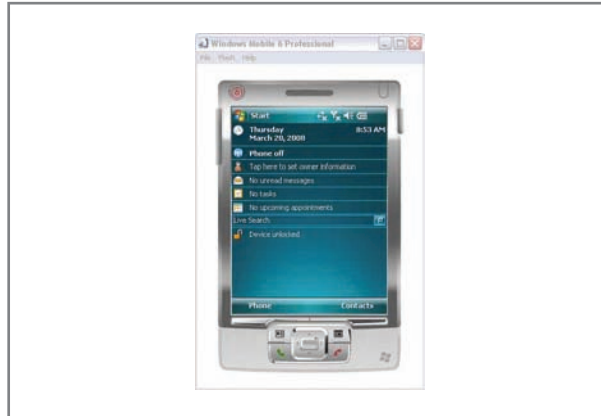 Windows Mobile 6 Professional
File Flash Help
Start
Thursday 8:53 AM
March 20, 2008
Phone off
Tap here to set owner information
No unread messages
No tasks
No upcoming appointments
Live Search
Device unlocked
Phone Contacts